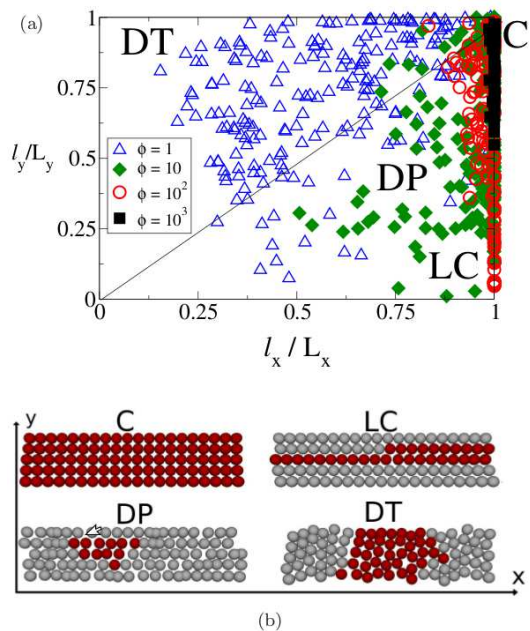 (a)
1
DT
C
0.75
l_y/L_y
ϕ = 1
ϕ = 10
ϕ = 10^2
ϕ = 10^3
0.5
DP
0.25
LC
0
0 0.25 0.5 0.75 1
l_x / L_x
y
C LC
DP DT
x
(b)